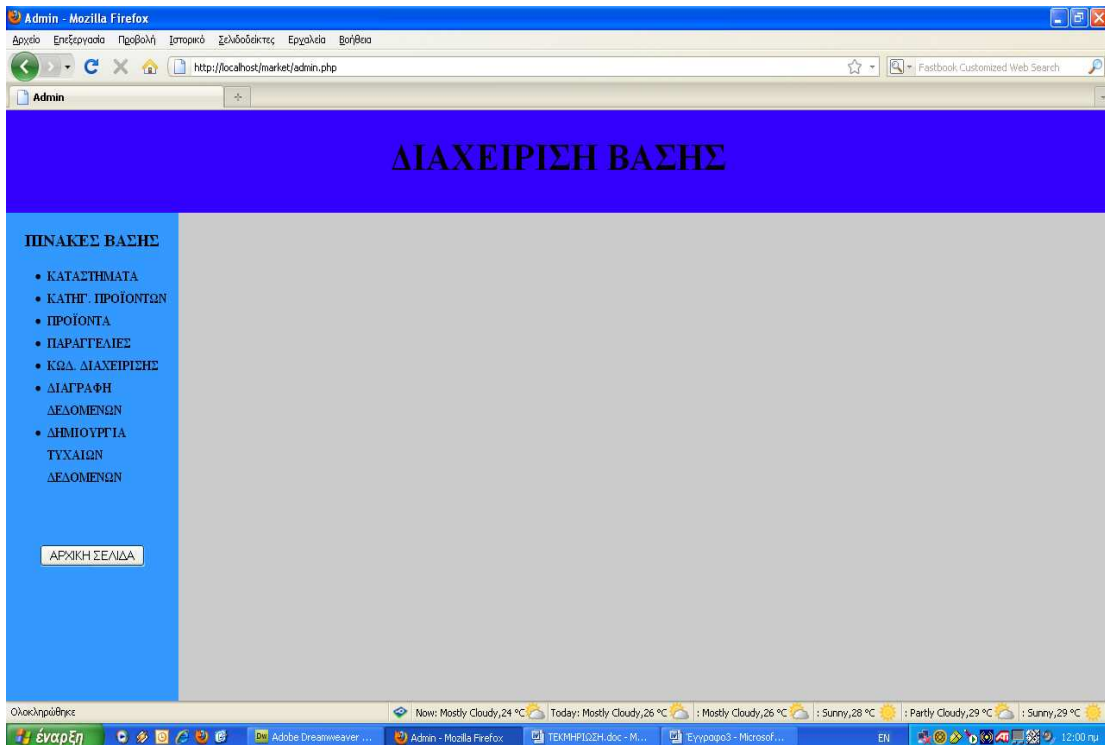 Admin - Mozilla Firefox
Αρχείο Επεξεργασία Προβολή Ιστορικό Σελιδοδείκτες Εργαλεία Βοήθεια
http://localhost/market/admin.php
Fastbook Customized Web Search
Admin
ΔΙΑΧΕΙΡΙΣΗ ΒΑΣΗΣ
ΠΙΝΑΚΕΣ ΒΑΣΗΣ
• ΚΑΤΑΣΤΗΜΑΤΑ
• ΚΑΤΗΓ. ΠΡΟΪΟΝΤΩΝ
• ΠΡΟΪΟΝΤΑ
• ΠΑΡΑΓΓΕΛΙΕΣ
• ΚΩΔ. ΔΙΑΧΕΙΡΙΣΗΣ
• ΔΙΑΓΡΑΦΗ
ΔΕΔΟΜΕΝΩΝ
• ΔΗΜΙΟΥΡΓΙΑ
ΤΥΧΑΙΩΝ
ΔΕΔΟΜΕΝΩΝ
ΑΡΧΙΚΗ ΣΕΛΙΔΑ
Ολοκληρώθηκε
Now: Mostly Cloudy,24 °C Today: Mostly Cloudy,26 °C : Mostly Cloudy,26 °C : Sunny,28 °C : Partly Cloudy,29 °C : Sunny,29 °C
έναρξη Adobe Dreamweaver ... Admin - Mozilla Firefox ΤΕΚΜΗΡΙΩΣΗ.doc - M... Έγγραφο3 - Microsof... EN 12:00 πμ